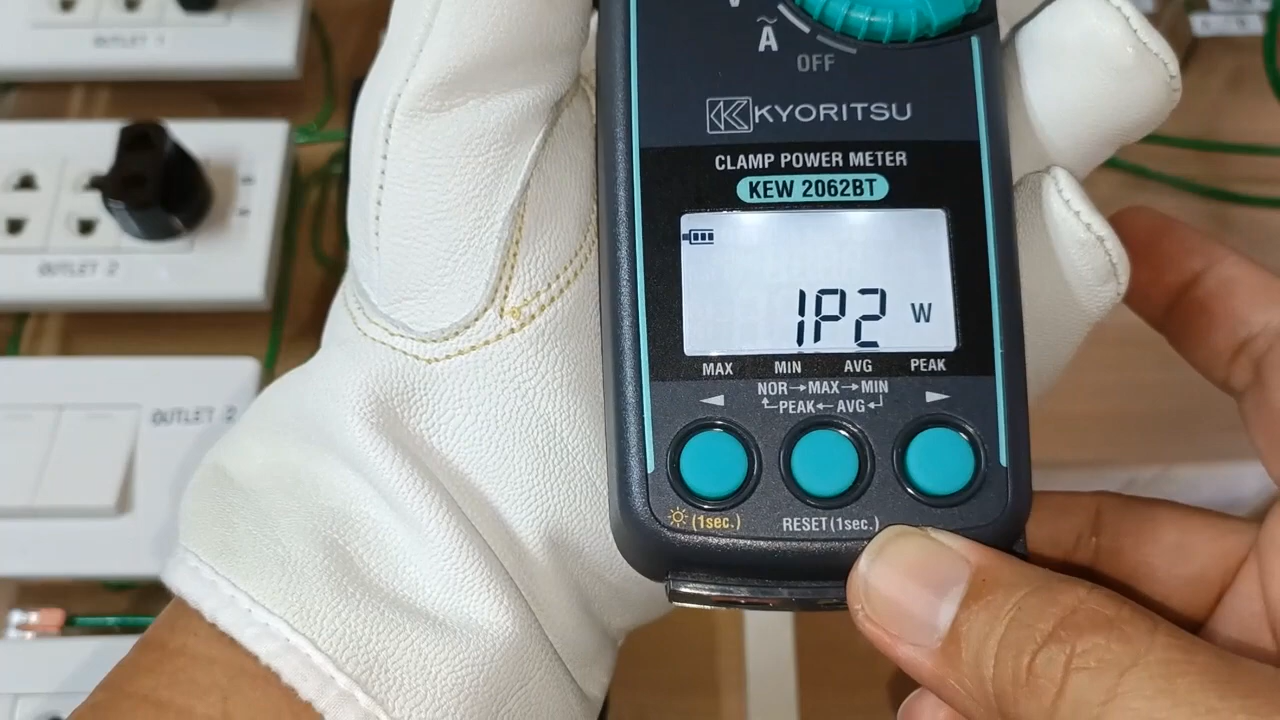 OUTLET 1
V
Ã
OFF
KYORITSU
CLAMP POWER METER
KEW 2062BT
1P2 W
MAX MIN AVG PEAK
NOR→MAX→MIN
PEAK←AVG
(1sec.)
RESET (1sec.)
OUTLET 2
OUTLET 2